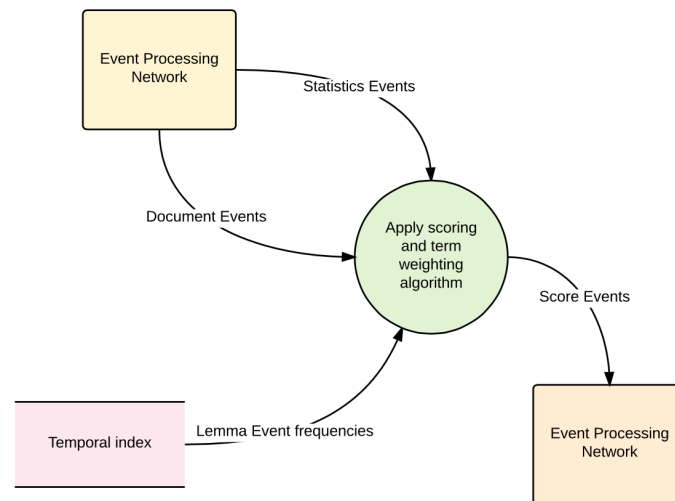 Event Processing
Network
Statistics Events
Document Events
Apply scoring
and term
weighting
algorithm
Score Events
Lemma Event frequencies
Temporal index
Event Processing
Network